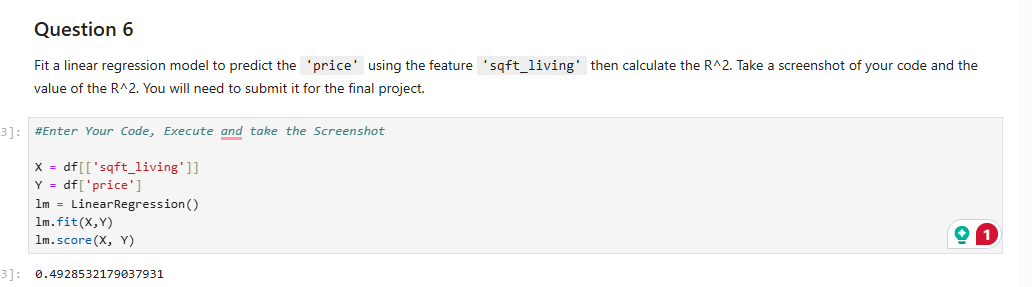 Question 6
Fit a linear regression model to predict the 'price' using the feature 'sqft_living' then calculate the R^2. Take a screenshot of your code and the
value of the R^2. You will need to submit it for the final project.
3]: #Enter Your Code, Execute and take the Screenshot
X = df[['sqft_living']]
Y = df['price']
lm = LinearRegression()
lm.fit(X,Y)
lm.score(X, Y)
1
3]: 0.4928532179037931